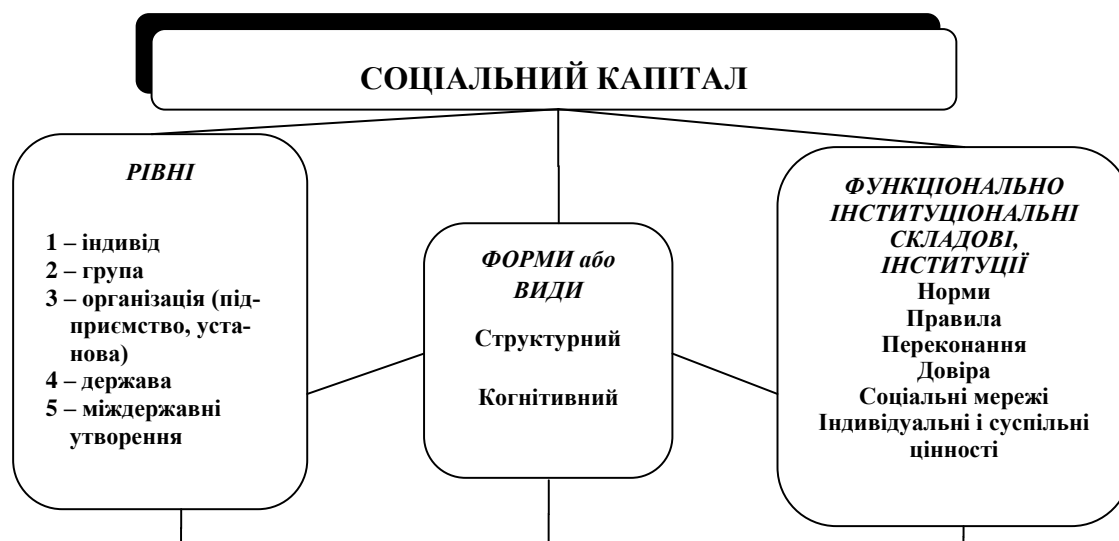 СОЦІАЛЬНИЙ КАПІТАЛ
РІВНІ
1 – індивід
2 – група
3 – організація (під-
приємство, уста-
нова)
4 – держава
5 – міждержавні
утворення
ФОРМИ або
ВИДИ
Структурний
Когнітивний
ФУНКЦІОНАЛЬНО
ІНСТИТУЦІОНАЛЬНІ
СКЛАДОВІ,
ІНСТИТУЦІЇ
Норми
Правила
Переконання
Довіра
Соціальні мережі
Індивідуальні і суспільні
цінності